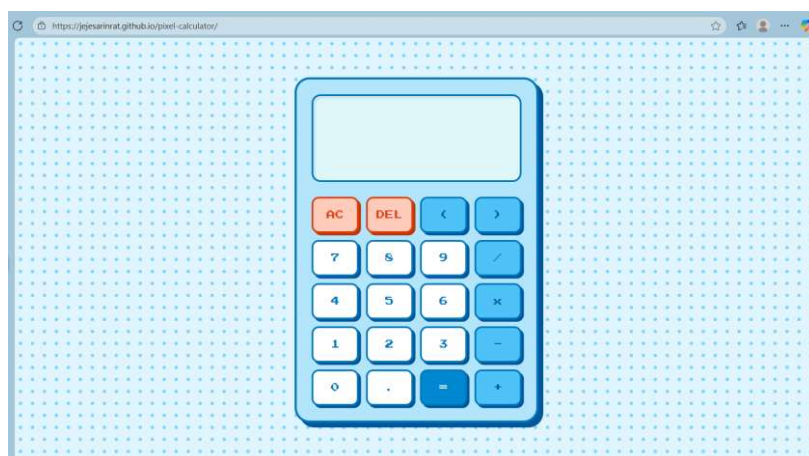 https://jejesarinrat.github.io/pixel-calculator/
AC DEL < >
7 8 9 /
4 5 6 x
1 2 3 -
0 . = +